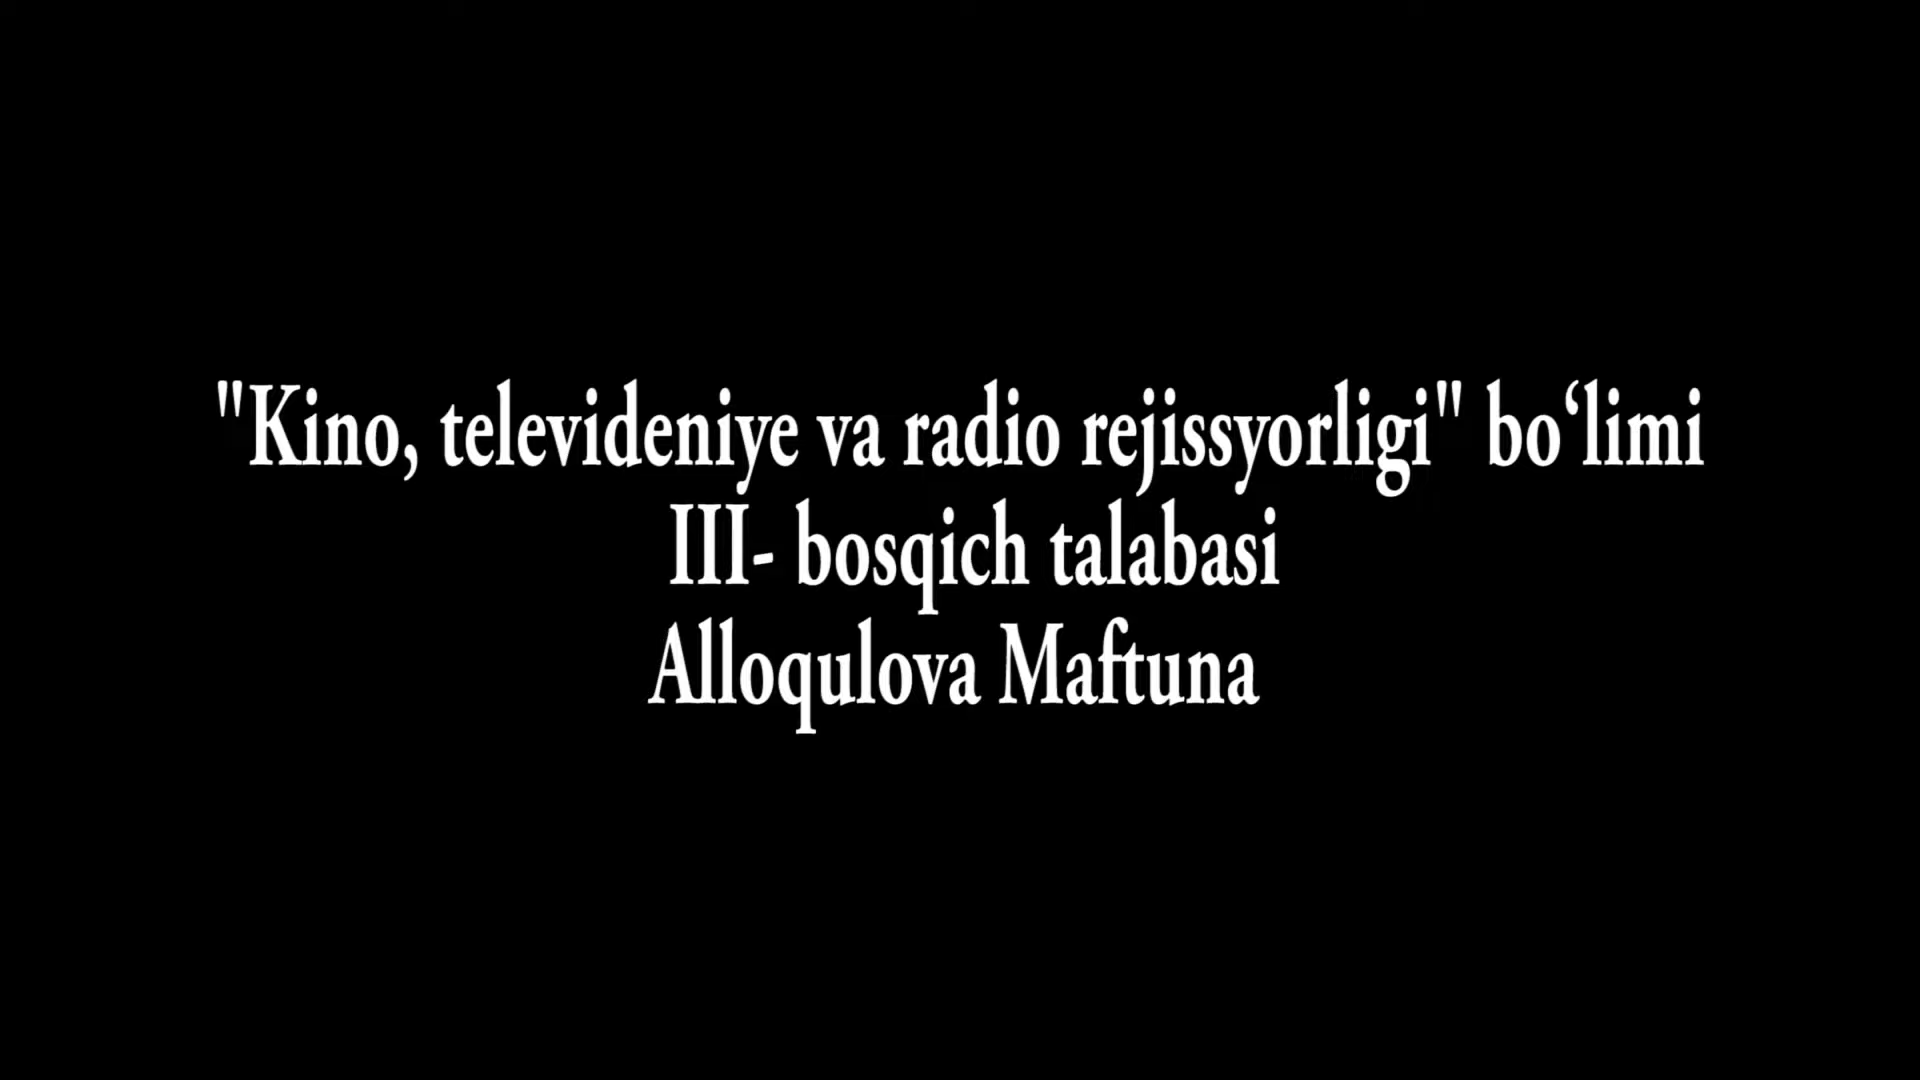 "Kino, televideniye va radio rejissyorligi" bo‘limi
III- bosqich talabasi
Alloqulova Maftuna